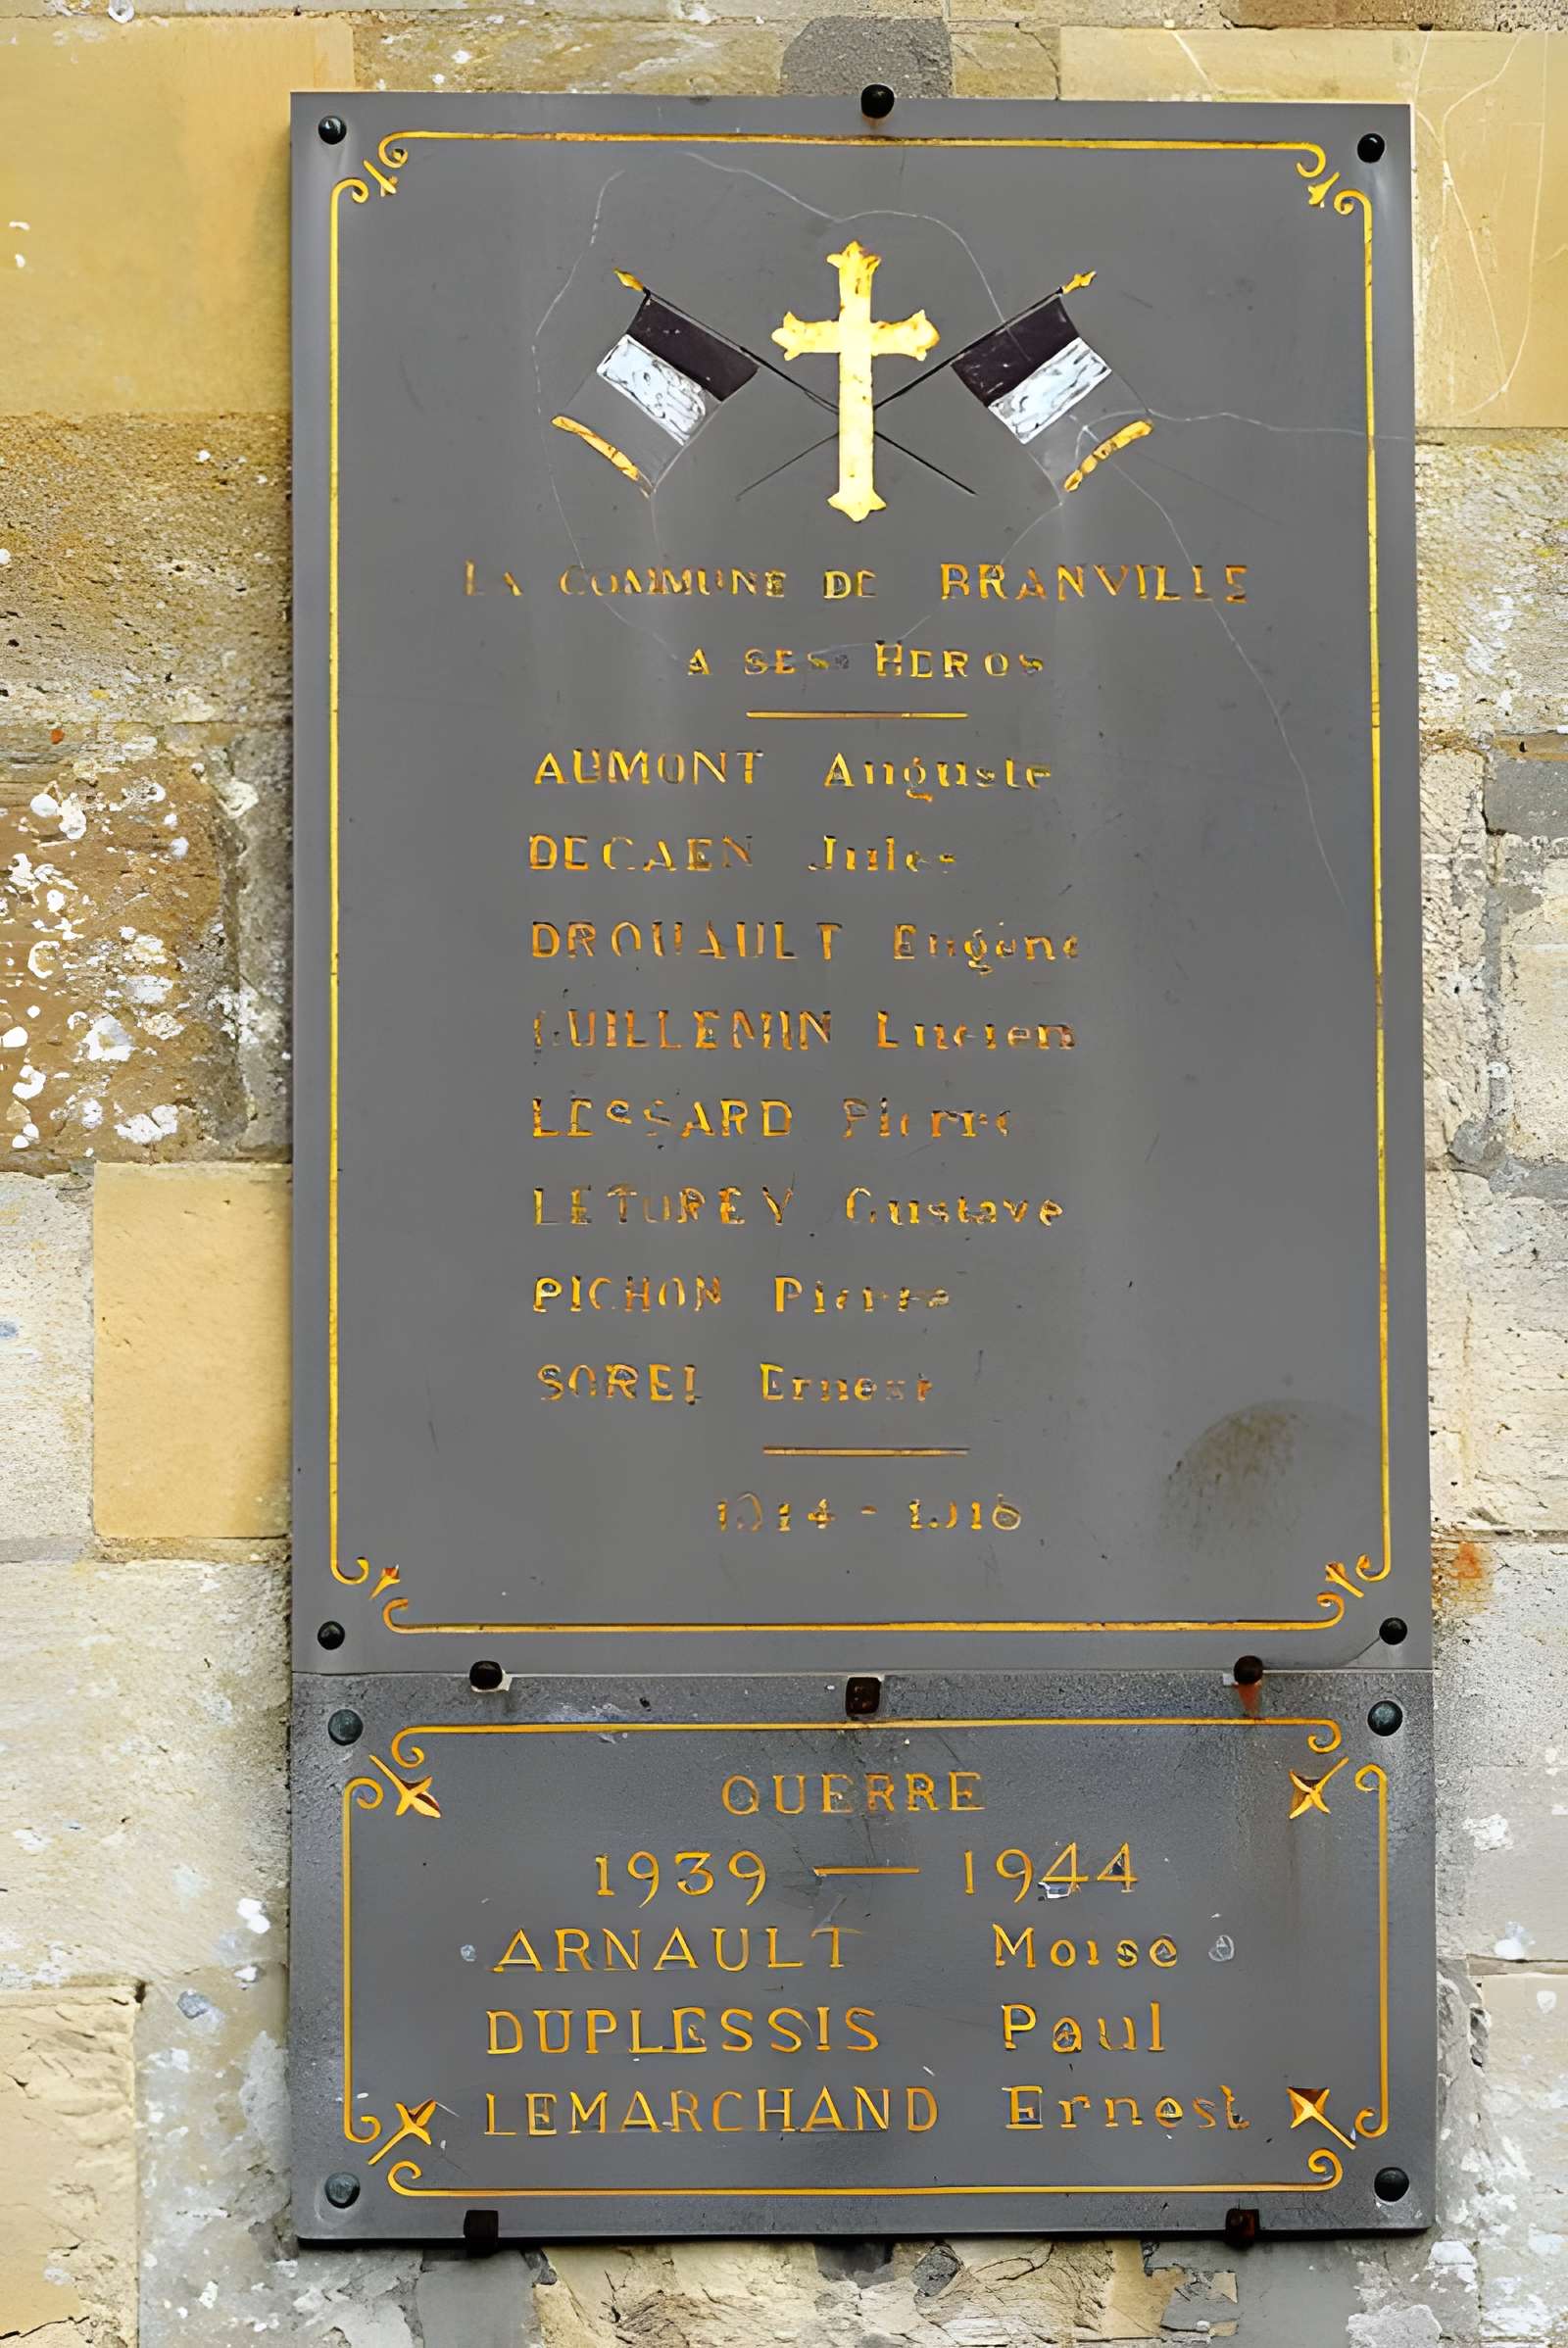 LA COMMUNE DE BRANVILLE
A SES HEROS
AUMONT Auguste
DECAEN Jules
DROUAULT Eugène
GUILLEMIN Lucien
LESSARD Pierre
LETOREY Gustave
PICHON Pierre
SOREL Ernest
1914 - 1918
GUERRE
1939 — 1944
ARNAULT Moïse
DUPLESSIS Paul
LEMARCHAND Ernest